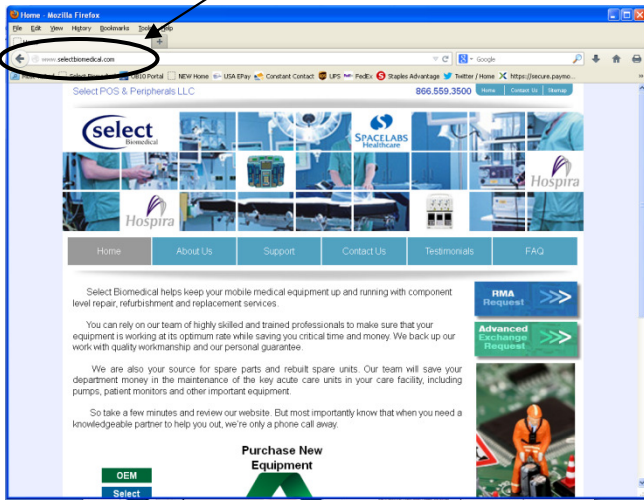 Home - Mozilla Firefox
File Edit View History Bookmarks Tools Help
www.selectbiomedical.com
Google
Select Biomedical OBIO Portal NEW Home USA EPay Constant Contact UPS FedEx Staples Advantage Twitter / Home https://secure.paymo...
Select POS & Peripherals LLC 866.559.3500 Home Contact Us Sitemap
select
Biomedical
SPACELABS
Healthcare
Hospira
Hospira
Home About Us Support Contact Us Testimonials FAQ
Select Biomedical helps keep your mobile medical equipment up and running with component
level repair, refurbishment and replacement services.
RMA
Request
You can rely on our team of highly skilled and trained professionals to make sure that your
equipment is working at its optimum rate while saving you critical time and money. We back up our
work with quality workmanship and our personal guarantee.
Advanced
Exchange
Request
We are also your source for spare parts and rebuilt spare units. Our team will save your
department money in the maintenance of the key acute care units in your care facility, including
pumps, patient monitors and other important equipment.
So take a few minutes and review our website. But most importantly know that when you need a
knowledgeable partner to help you out, we're only a phone call away.
Purchase New
Equipment
OEM
Select